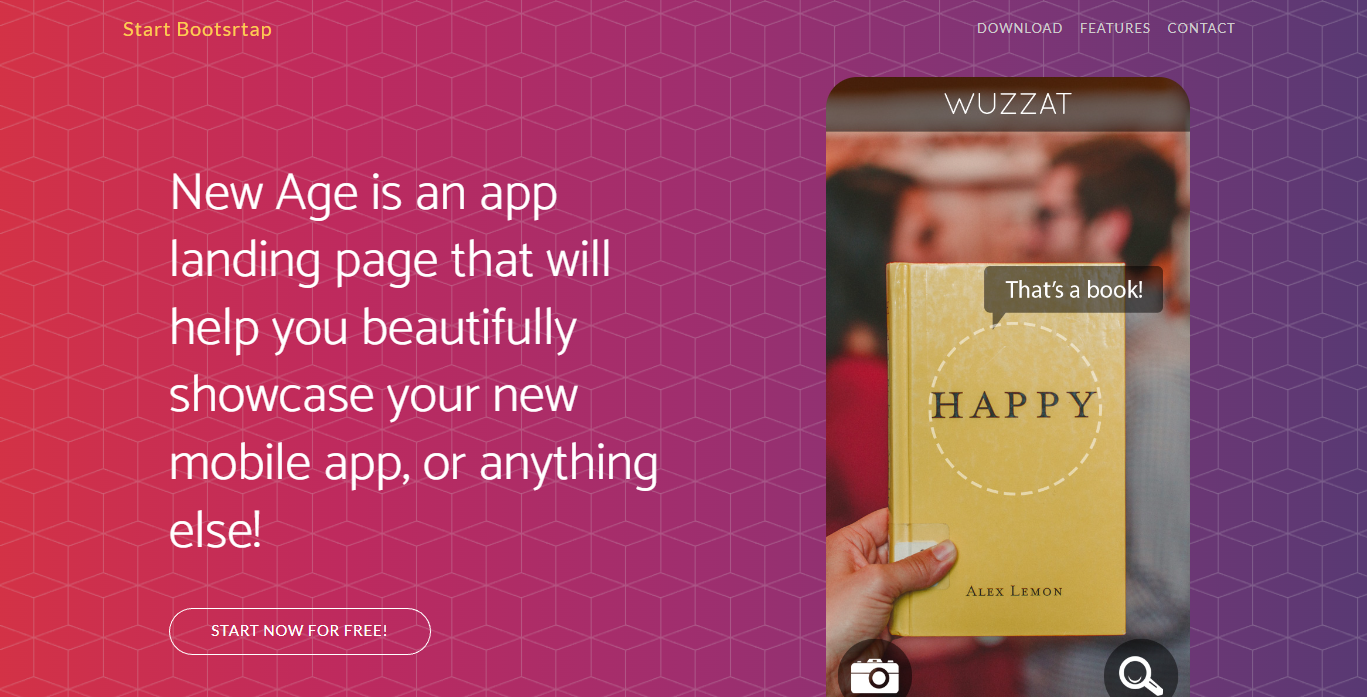 Start Bootsrtap
DOWNLOAD FEATURES CONTACT
WUZZAT
New Age is an app
landing page that will
help you beautifully
showcase your new
mobile app, or anything
else!
START NOW FOR FREE!
That's a book!
HAPPY
ALEX LEMON